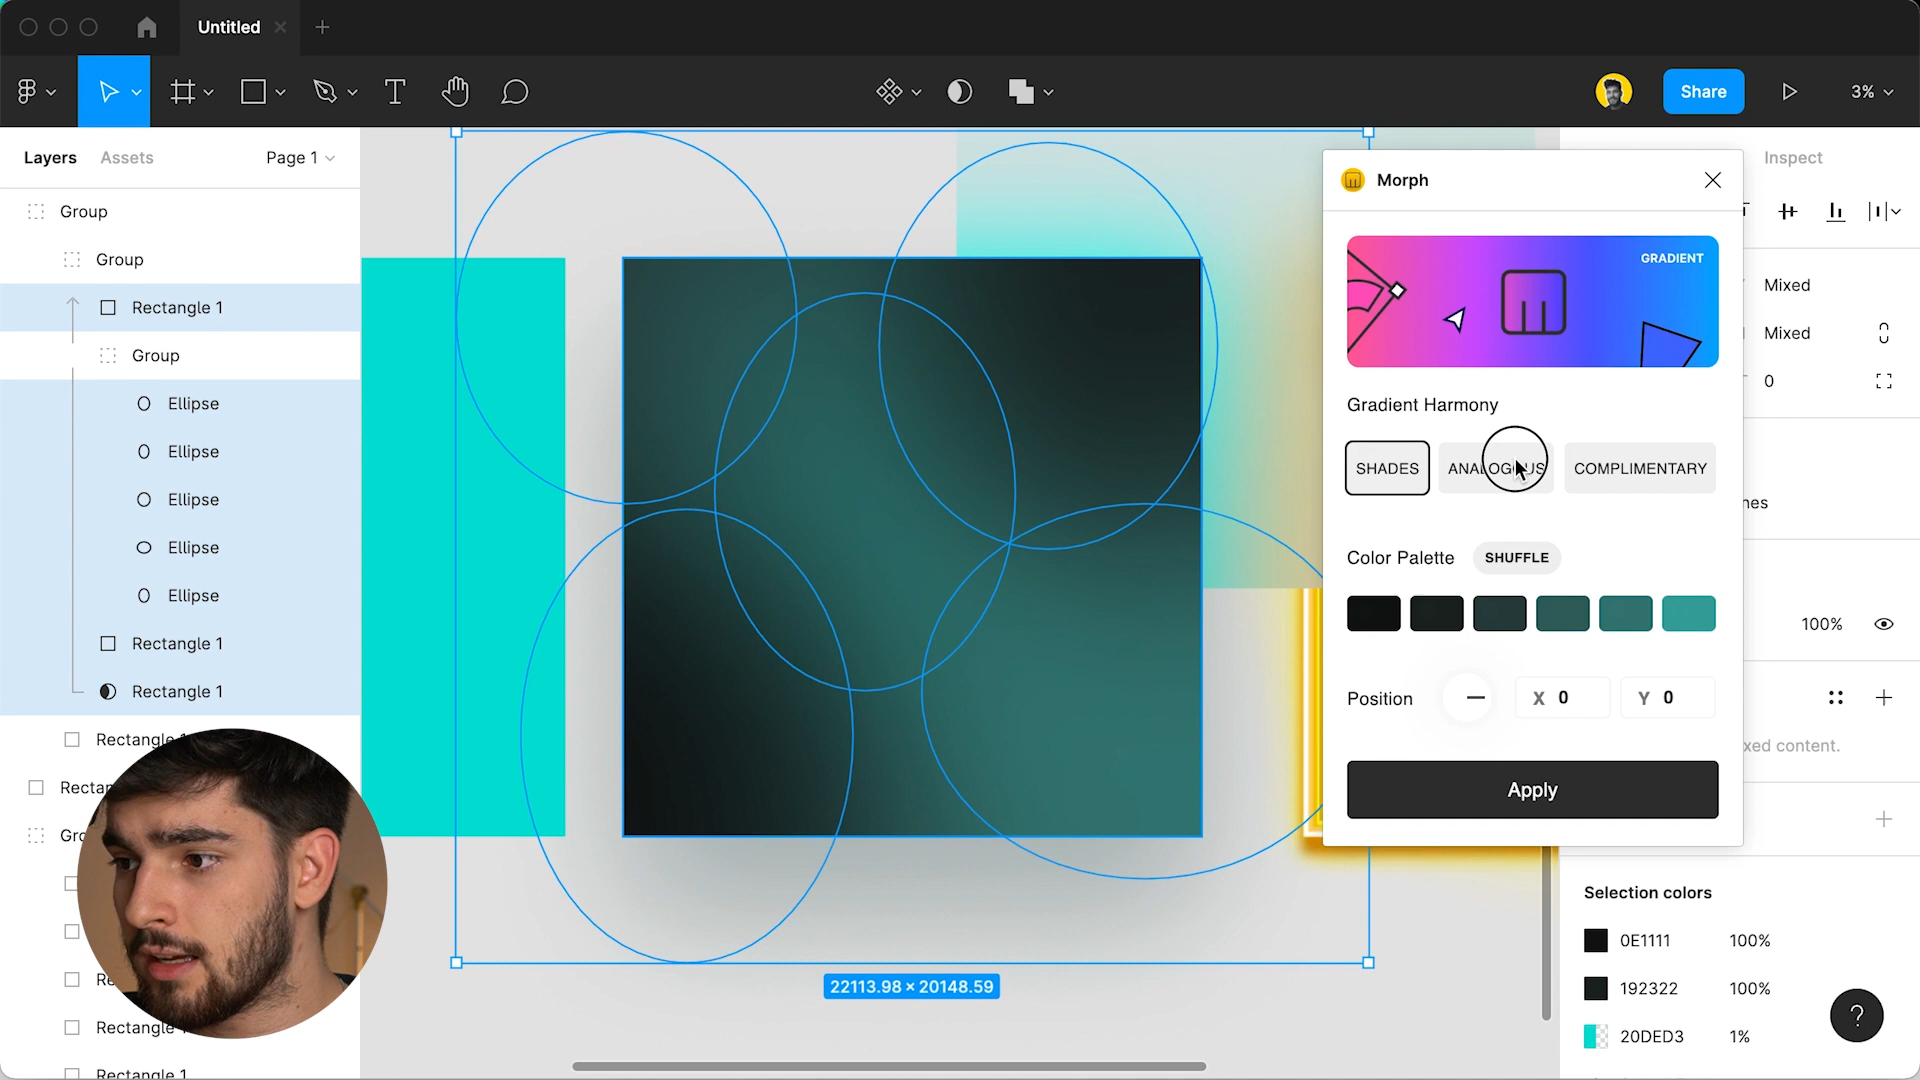 Untitled
Share
3%
Layers
Assets
Page 1
Group
Group
Rectangle 1
Group
Ellipse
Ellipse
Ellipse
Ellipse
Ellipse
Rectangle 1
Rectangle 1
Rectangle 1
22113.98 × 20148.59
Morph
GRADIENT
Gradient Harmony
SHADES
ANALOGOUS
COMPLIMENTARY
Color Palette
SHUFFLE
Position
X 0
Y 0
Apply
Inspect
Mixed
Mixed
0
100%
xed content.
Selection colors
0E1111 100%
192322 100%
20DED3 1%
?